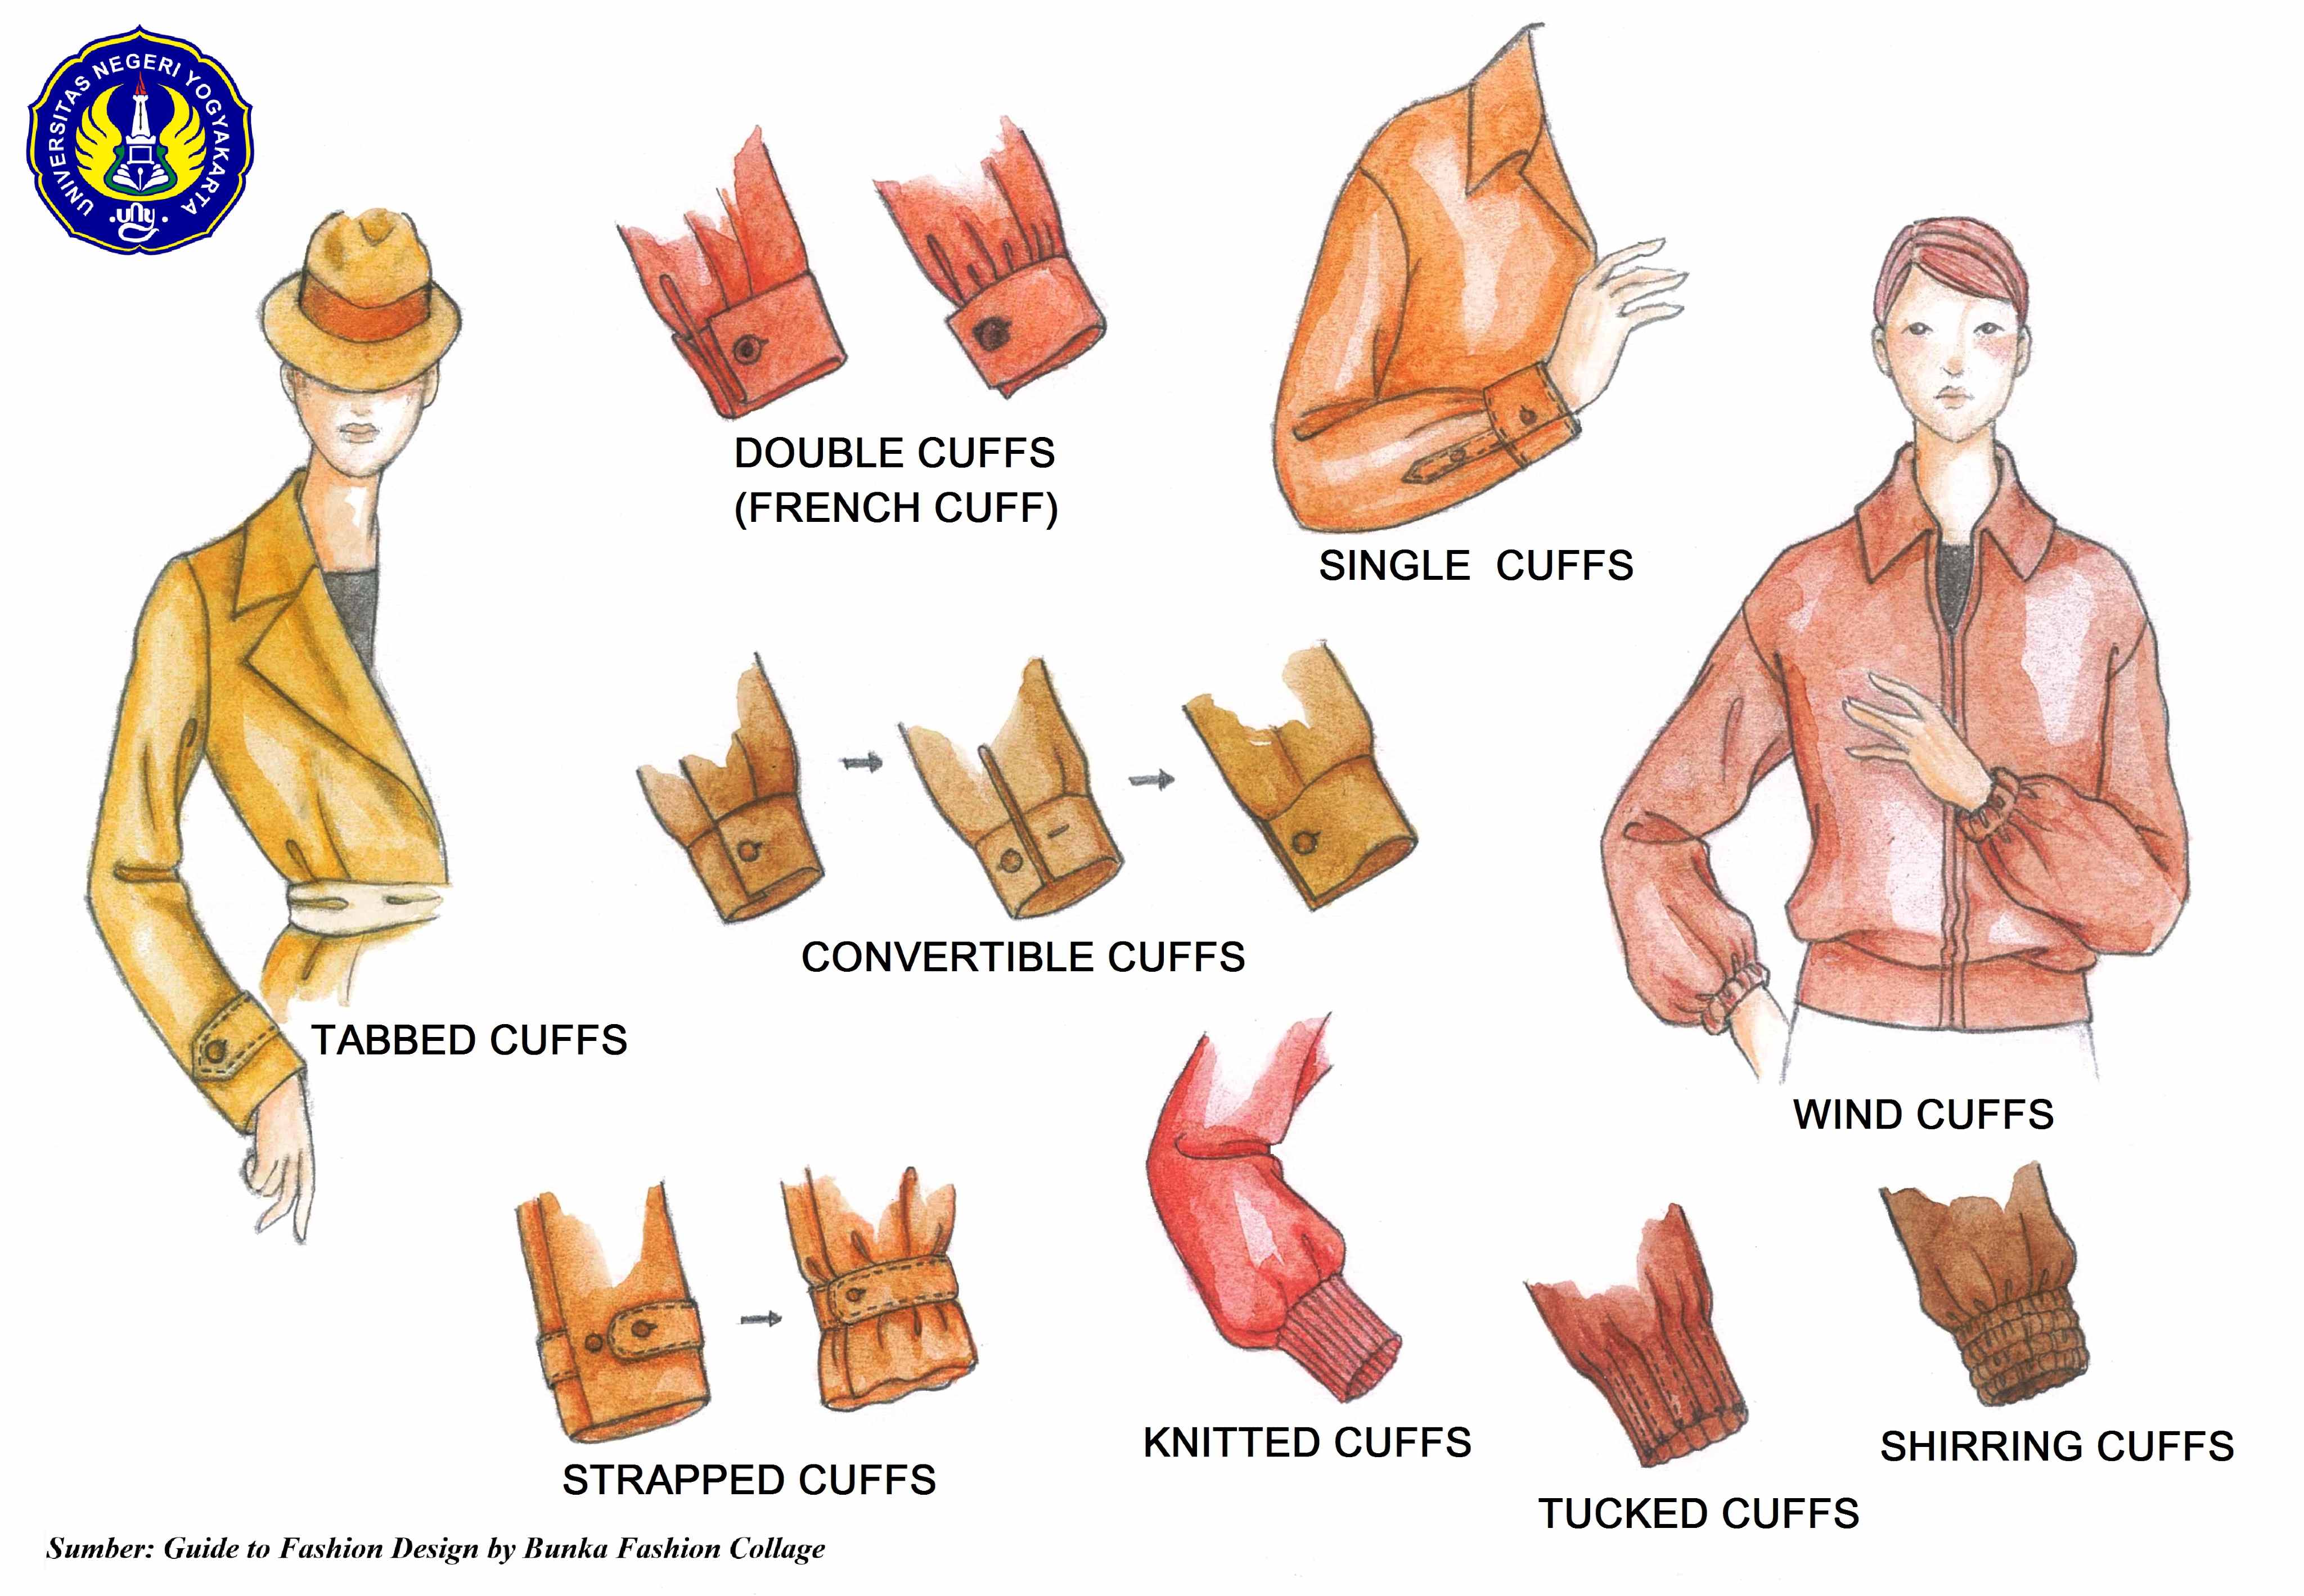 UNIVERSITAS NEGERI YOGYAKARTA
uny
DOUBLE CUFFS
(FRENCH CUFF)
SINGLE CUFFS
CONVERTIBLE CUFFS
TABBED CUFFS
WIND CUFFS
KNITTED CUFFS
SHIRRING CUFFS
STRAPPED CUFFS
TUCKED CUFFS
Sumber: Guide to Fashion Design by Bunka Fashion Collage